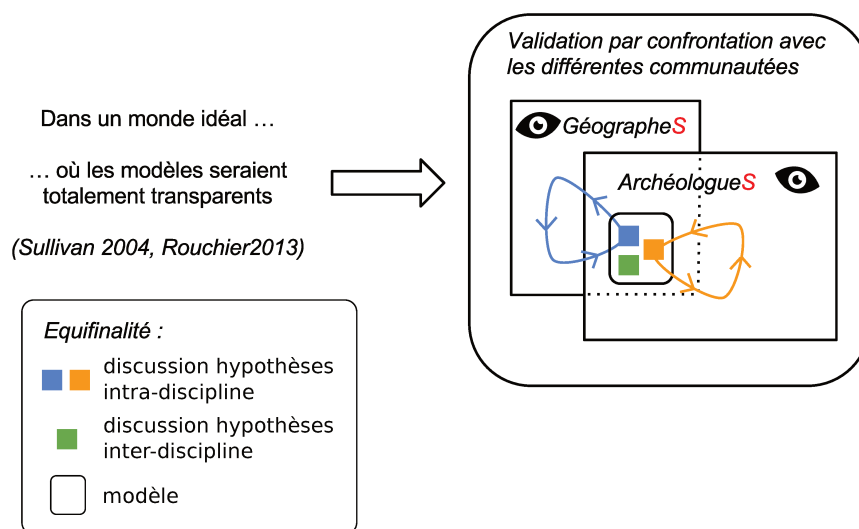 Dans un monde idéal …
… où les modèles seraient
totalement transparents
(Sullivan 2004, Rouchier2013)
Validation par confrontation avec
les différentes communautées
GéographeS
ArchéologueS
Equifinalité :
discussion hypothèses
intra-discipline
discussion hypothèses
inter-discipline
modèle